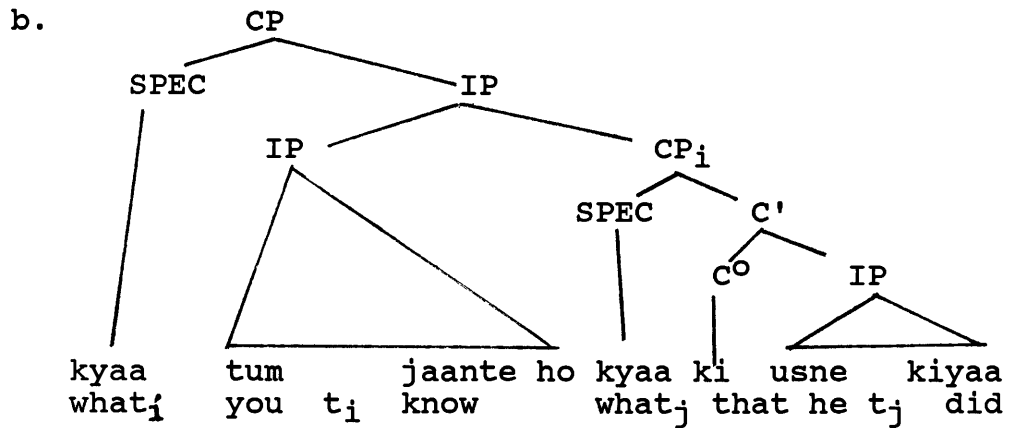 b.
CP
SPEC IP
IP CPi
SPEC C'
C° IP
kyaa tum jaante ho kyaa ki usne kiyaa
whati you ti know whatj that he tj did